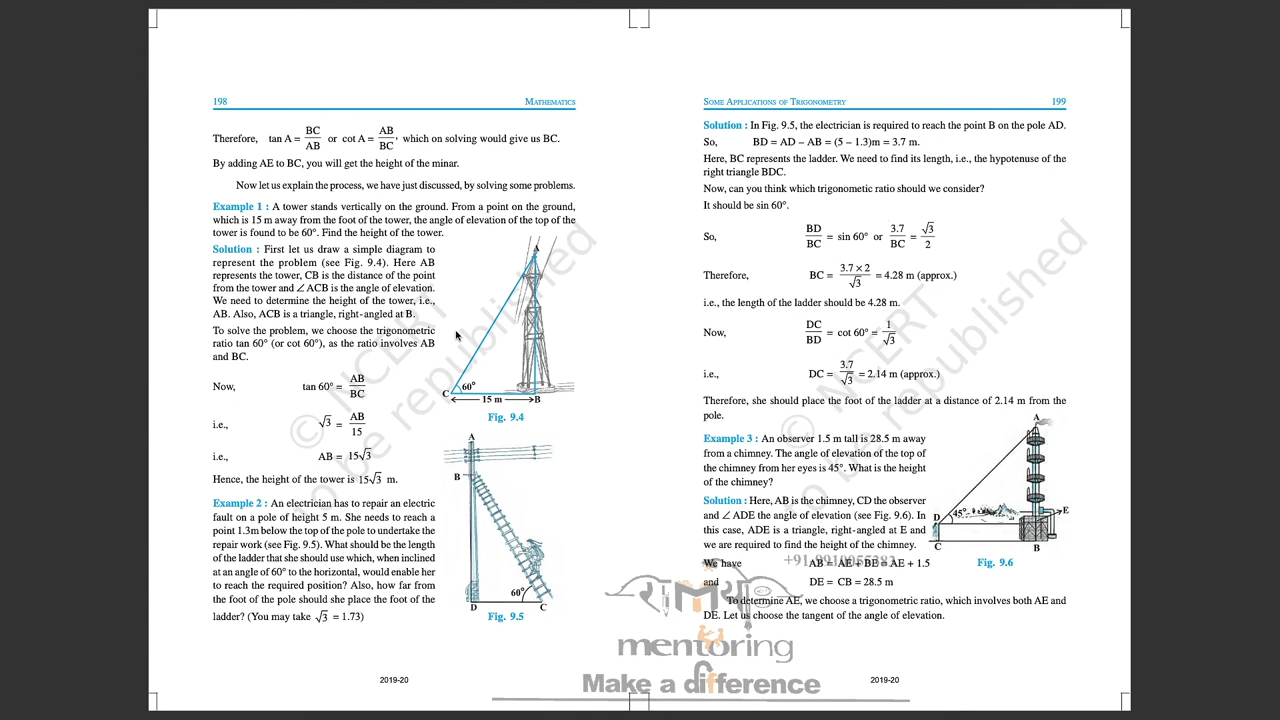 198 MATHEMATICS
Therefore, tan A = BC/AB or cot A = AB/BC, which on solving would give us BC.
By adding AE to BC, you will get the height of the minar.
Now let us explain the process, we have just discussed, by solving some problems.
Example 1 : A tower stands vertically on the ground. From a point on the ground,
which is 15 m away from the foot of the tower, the angle of elevation of the top of the
tower is found to be 60°. Find the height of the tower.
Solution : First let us draw a simple diagram to
represent the problem (see Fig. 9.4). Here AB
represents the tower, CB is the distance of the point
from the tower and ∠ ACB is the angle of elevation.
We need to determine the height of the tower, i.e.,
AB. Also, ACB is a triangle, right-angled at B.
To solve the problem, we choose the trigonometric
ratio tan 60° (or cot 60°), as the ratio involves AB
and BC.
Now, tan 60° = AB/BC
i.e., √3 = AB/15
i.e., AB = 15√3
Hence, the height of the tower is 15√3 m.
A
60°
C
15 m
B
Fig. 9.4
Example 2 : An electrician has to repair an electric
fault on a pole of height 5 m. She needs to reach a
point 1.3m below the top of the pole to undertake the
repair work (see Fig. 9.5). What should be the length
of the ladder that she should use which, when inclined
at an angle of 60° to the horizontal, would enable her
to reach the required position? Also, how far from
the foot of the pole should she place the foot of the
ladder? (You may take √3 = 1.73)
A
B
60°
D
C
Fig. 9.5
2019-20
SOME APPLICATIONS OF TRIGONOMETRY 199
Solution : In Fig. 9.5, the electrician is required to reach the point B on the pole AD.
So, BD = AD – AB = (5 – 1.3)m = 3.7 m.
Here, BC represents the ladder. We need to find its length, i.e., the hypotenuse of the
right triangle BDC.
Now, can you think which trigonometic ratio should we consider?
It should be sin 60°.
So, BD/BC = sin 60° or 3.7/BC = √3/2
Therefore, BC = 3.7 × 2/√3 = 4.28 m (approx.)
i.e., the length of the ladder should be 4.28 m.
Now, DC/BD = cot 60° = 1/√3
i.e., DC = 3.7/√3 = 2.14 m (approx.)
Therefore, she should place the foot of the ladder at a distance of 2.14 m from the
pole.
Example 3 : An observer 1.5 m tall is 28.5 m away
from a chimney. The angle of elevation of the top of
the chimney from her eyes is 45°. What is the height
of the chimney?
Solution : Here, AB is the chimney, CD the observer
and ∠ ADE the angle of elevation (see Fig. 9.6). In
this case, ADE is a triangle, right-angled at E and
we are required to find the height of the chimney.
We have AB = AE + BE = AE + 1.5
and DE = CB = 28.5 m
To determine AE, we choose a trigonometric ratio, which involves both AE and
DE. Let us choose the tangent of the angle of elevation.
A
D
45°
E
C
B
Fig. 9.6
2019-20
© NCERT
to be republished
© NCERT
to be republished
mentoring
Make a difference